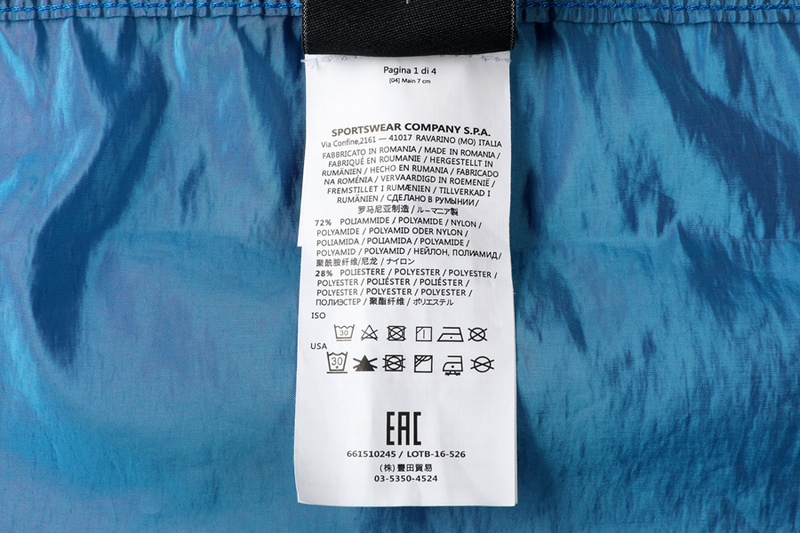 Pagina 1 di 4
[04] Main 7 cm
SPORTSWEAR COMPANY S.P.A.
Via Confine,2161 — 41017 RAVARINO (MO) ITALIA
FABBRICATO IN ROMANIA / MADE IN ROMANIA /
FABRIQUÉ EN ROUMANIE / HERGESTELLT IN
RUMÄNIEN / HECHO EN RUMANIA / FABRICADO
NA ROMÉNIA / VERVAARDIGD IN ROEMENIË /
FREMSTILLET I RUMÆNIEN / TILLVERKAD I
RUMÄNIEN / СДЕЛАНО В РУМЫНИИ /
罗马尼亚制造 / ルーマニア製
72% POLIAMMIDE / POLYAMIDE / NYLON /
POLYAMIDE / POLYAMID ODER NYLON /
POLIAMIDA / POLIAMIDA / POLYAMIDE /
POLYAMID / POLYAMID / НЕЙЛОН, ПОЛИАМИД/
聚酰胺纤维/尼龙 / ナイロン
28% POLIESTERE / POLYESTER / POLYESTER /
POLYESTER / POLIÉSTER / POLIÉSTER /
POLYESTER / POLYESTER / POLYESTER /
ПОЛИЭСТЕР / 聚酯纤维 / ポリエステル
ISO
30
USA
30
EAC
661510245 / LOTB-16-526
(株) 豐田貿易
03-5350-4524